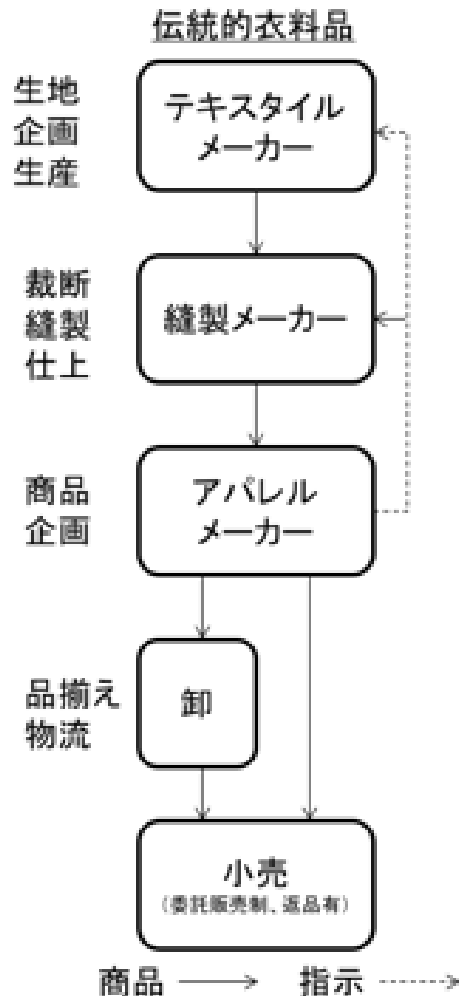 伝統的衣料品
生地
企画
生産
テキスタイル
メーカー
裁断
縫製
仕上
縫製メーカー
商品
企画
アパレル
メーカー
品揃え
物流
卸
小売
(委託販売制、返品有)
商品
指示